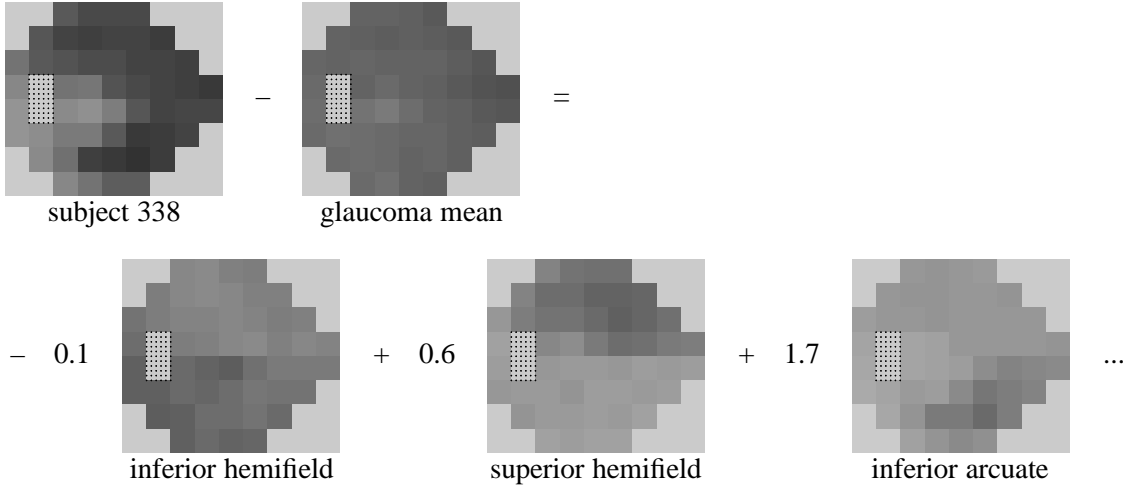 – =
subject 338 glaucoma mean
– 0.1 + 0.6 + 1.7 ...
inferior hemifield superior hemifield inferior arcuate